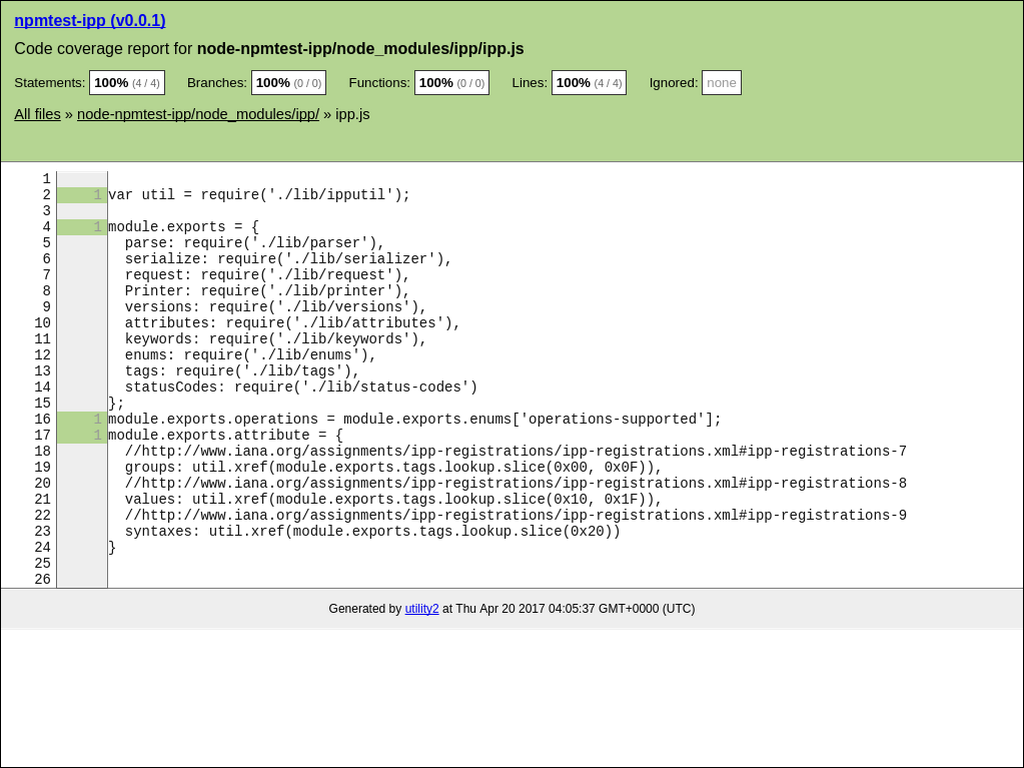 npmtest-ipp (v0.0.1)
Code coverage report for node-npmtest-ipp/node_modules/ipp/ipp.js
Statements: 100% (4 / 4) Branches: 100% (0 / 0) Functions: 100% (0 / 0) Lines: 100% (4 / 4) Ignored: none
All files » node-npmtest-ipp/node_modules/ipp/ » ipp.js
1
2 1 var util = require('./lib/ipputil');
3
4 1 module.exports = {
5 parse: require('./lib/parser'),
6 serialize: require('./lib/serializer'),
7 request: require('./lib/request'),
8 Printer: require('./lib/printer'),
9 versions: require('./lib/versions'),
10 attributes: require('./lib/attributes'),
11 keywords: require('./lib/keywords'),
12 enums: require('./lib/enums'),
13 tags: require('./lib/tags'),
14 statusCodes: require('./lib/status-codes')
15 };
16 1 module.exports.operations = module.exports.enums['operations-supported'];
17 1 module.exports.attribute = {
18 //http://www.iana.org/assignments/ipp-registrations/ipp-registrations.xml#ipp-registrations-7
19 groups: util.xref(module.exports.tags.lookup.slice(0x00, 0x0F)),
20 //http://www.iana.org/assignments/ipp-registrations/ipp-registrations.xml#ipp-registrations-8
21 values: util.xref(module.exports.tags.lookup.slice(0x10, 0x1F)),
22 //http://www.iana.org/assignments/ipp-registrations/ipp-registrations.xml#ipp-registrations-9
23 syntaxes: util.xref(module.exports.tags.lookup.slice(0x20))
24 }
25
26
Generated by utility2 at Thu Apr 20 2017 04:05:37 GMT+0000 (UTC)